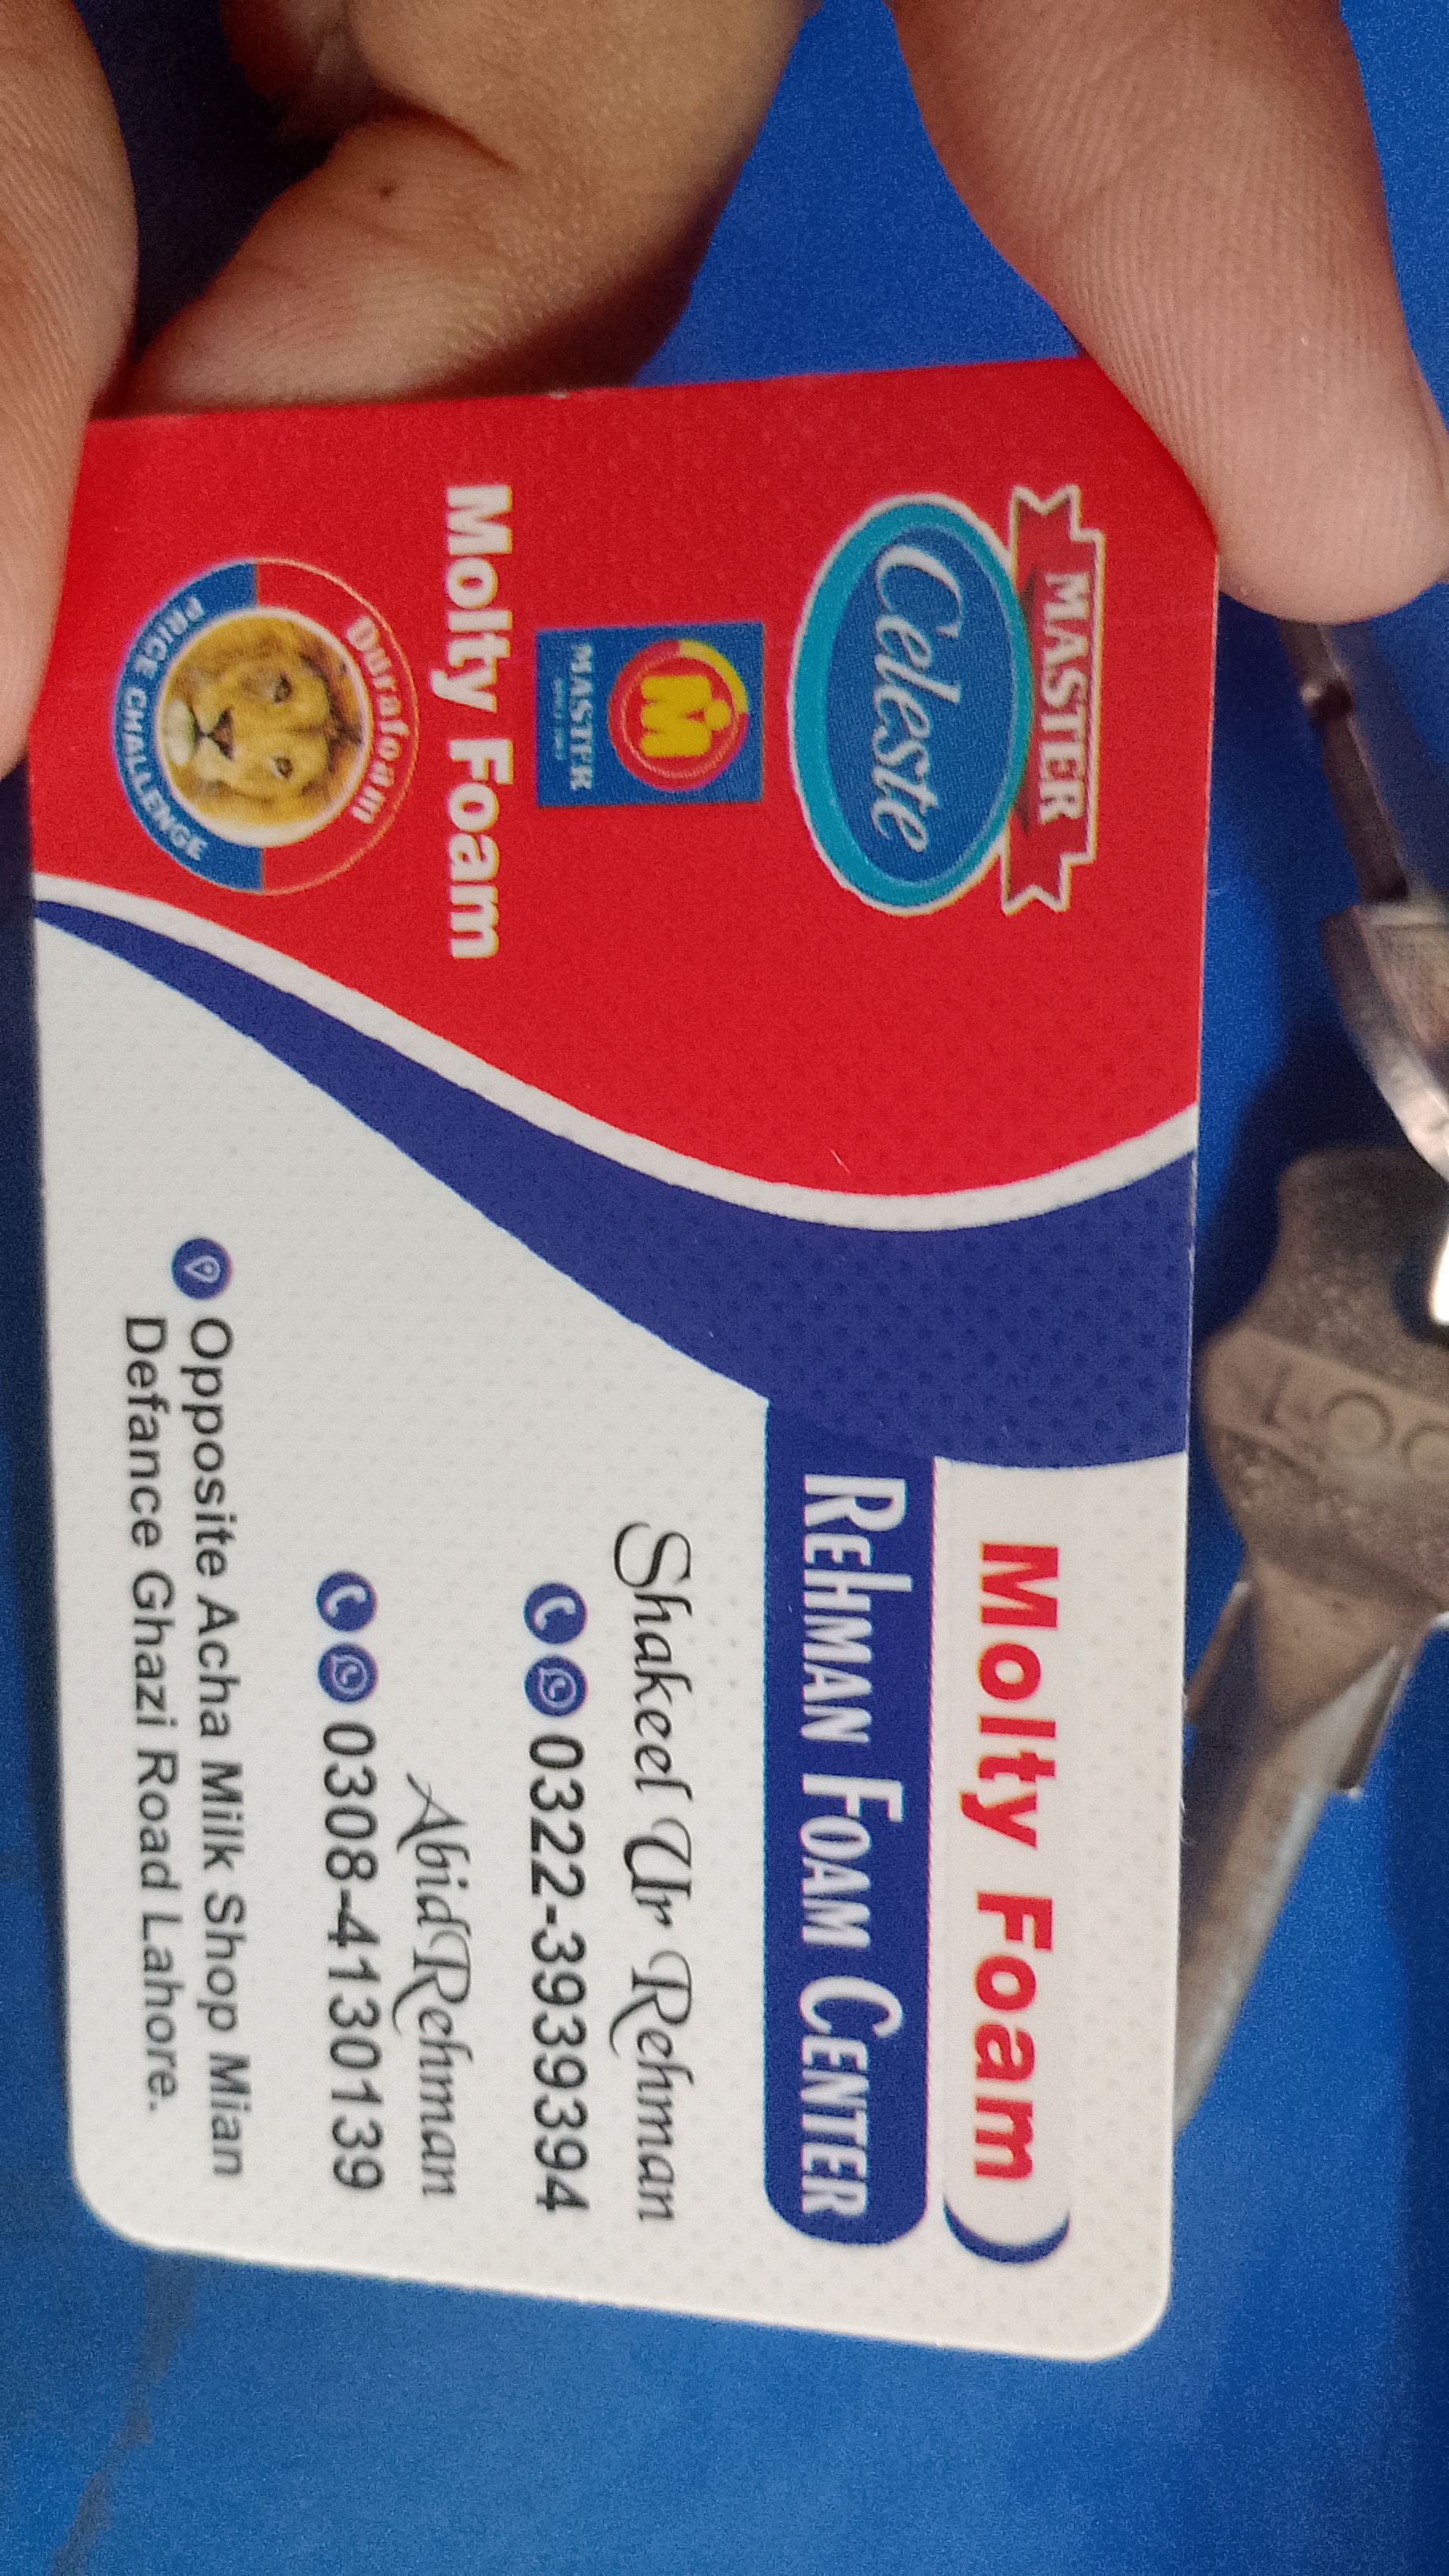 MASTER
Celeste
M
MASTER
Molty Foam
Durafoam
PRICE CHALLENGE
Molty Foam
REHMAN FOAM CENTER
Shakeel Ur Rehman
0322-3939394
Abid Rehman
0308-4130139
Opposite Acha Milk Shop Mian
Defance Ghazi Road Lahore.